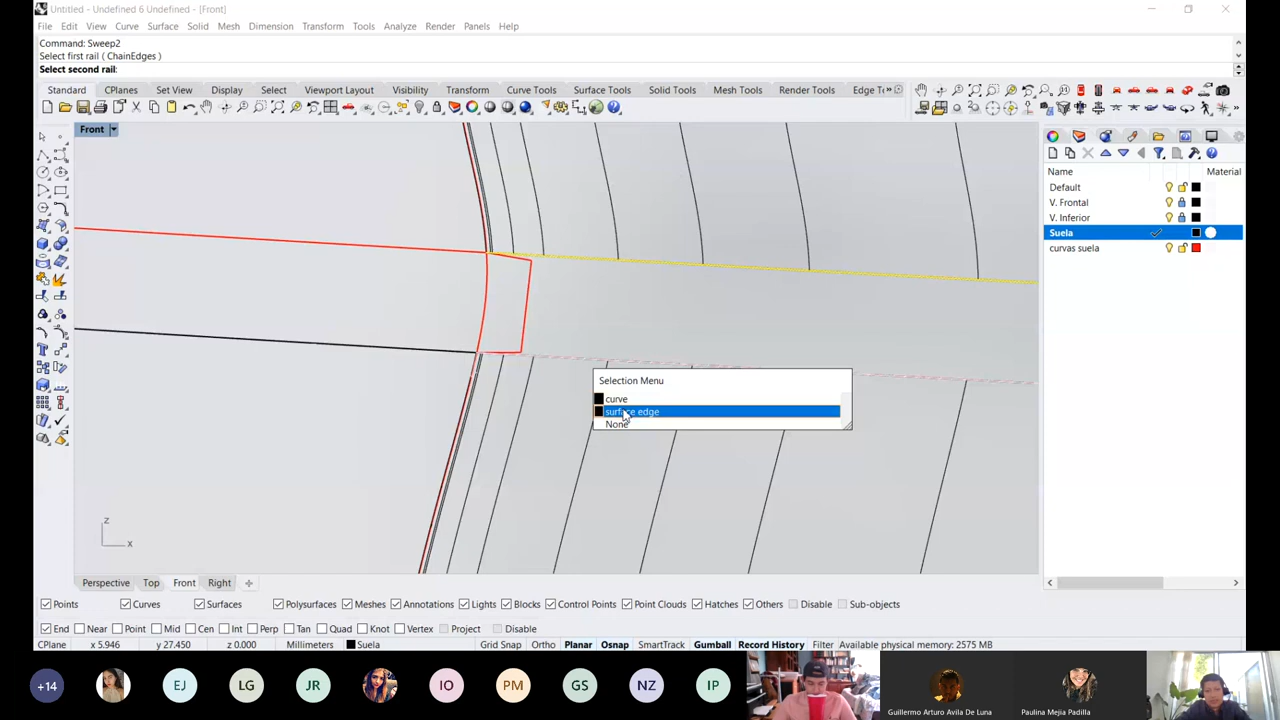 Untitled - Undefined 6 Undefined - [Front]
File Edit View Curve Surface Solid Mesh Dimension Transform Tools Analyze Render Panels Help
Command: Sweep2
Select first rail ( ChainEdges )
Select second rail:
Standard CPlanes Set View Display Select Viewport Layout Visibility Transform Curve Tools Surface Tools Solid Tools Mesh Tools Render Tools Edge To
Front
Name Material
Default
V. Frontal
V. Inferior
Suela
curvas suela
Selection Menu
curve
surface edge
None
z
x
Perspective Top Front Right
Points Curves Surfaces Polysurfaces Meshes Annotations Lights Blocks Control Points Point Clouds Hatches Others Disable Sub-objects
End Near Point Mid Cen Int Perp Tan Quad Knot Vertex Project Disable
CPlane x 5.946 y 27.450 z 0.000 Millimeters Suela Grid Snap Ortho Planar Osnap SmartTrack Gumball Record History Filter Available physical memory: 2575 MB
+14 EJ LG JR IO PM GS NZ IP
Guillermo Arturo Avila De Luna Paulina Mejia Padilla